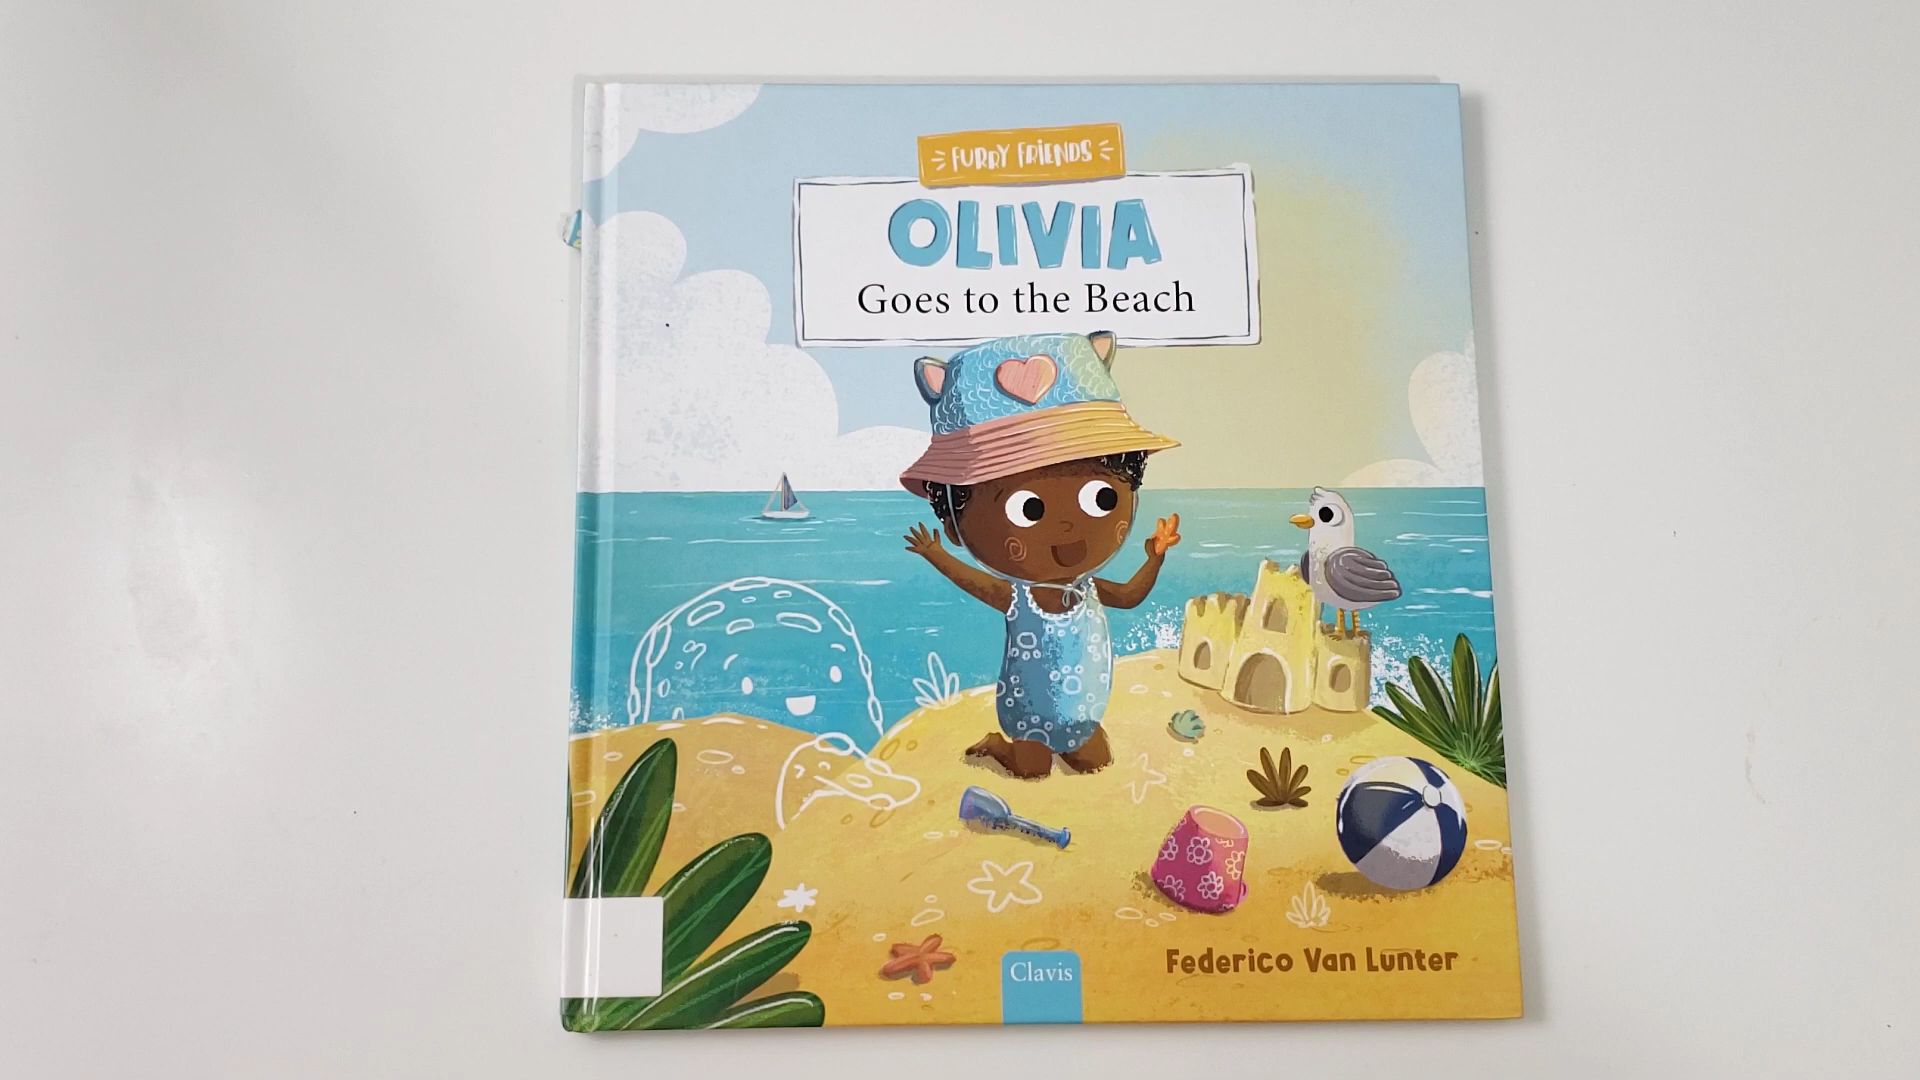 FURRY FRIENDS
OLIVIA
Goes to the Beach
Clavis
Federico Van Lunter